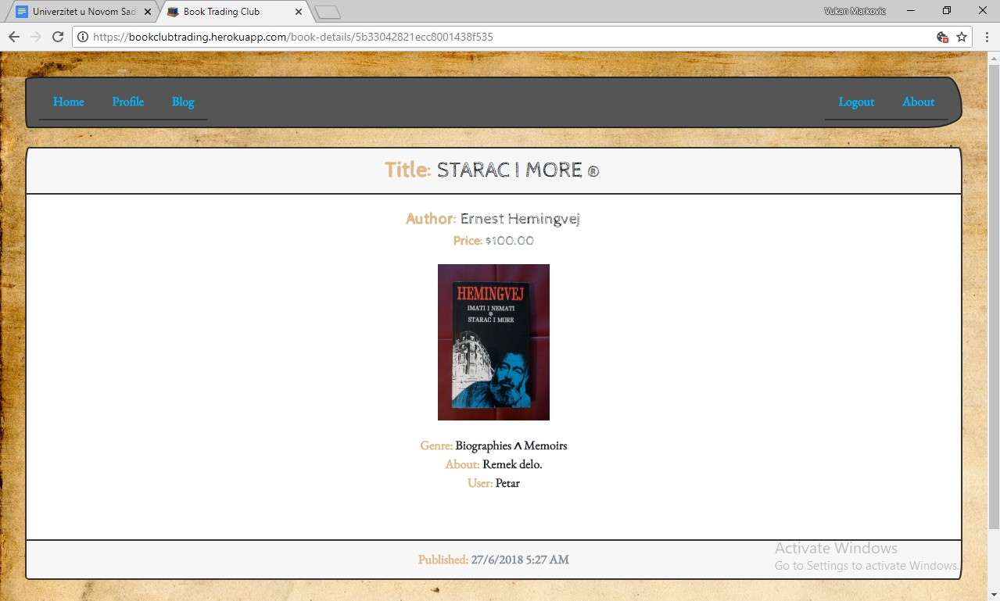 Univerzitet u Novom Sad
Book Trading Club
Vukan Markovic
https://bookclubtrading.herokuapp.com/book-details/5b33042821ecc8001438f535
Home Profile Blog Logout About
Title: STARAC I MORE ®
Author: Ernest Hemingvej
Price: $100.00
HEMINGVEJ
IMATI I NEMATI
*
STARAC I MORE
Genre: Biographies ∧ Memoirs
About: Remek delo.
User: Petar
Activate Windows
Published: 27/6/2018 5:27 AM
Go to Settings to activate Windows.